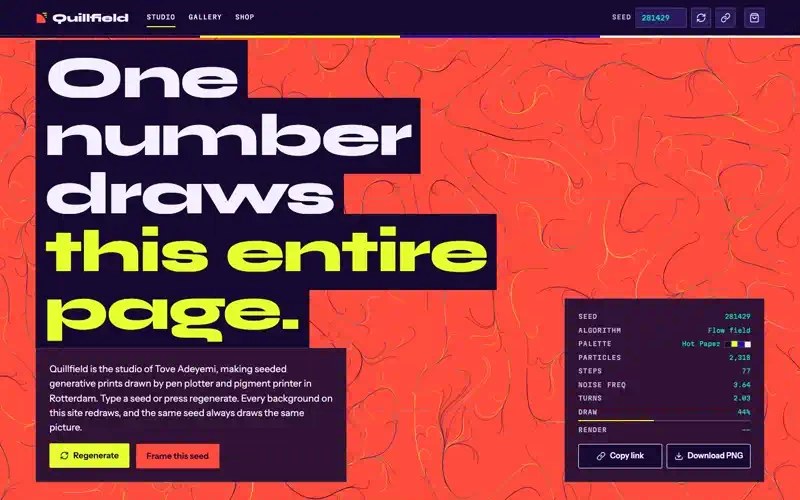 Quillfield STUDIO GALLERY SHOP SEED 281429
One
number
draws
this entire
page.
Quillfield is the studio of Tove Adeyemi, making seeded
generative prints drawn by pen plotter and pigment printer in
Rotterdam. Type a seed or press regenerate. Every background on
this site redraws, and the same seed always draws the same
picture.
Regenerate Frame this seed
SEED 281429
ALGORITHM Flow field
PALETTE Hot Paper
PARTICLES 2,318
STEPS 77
NOISE FREQ 3.64
TURNS 2.03
DRAW 44%
RENDER —
Copy link Download PNG